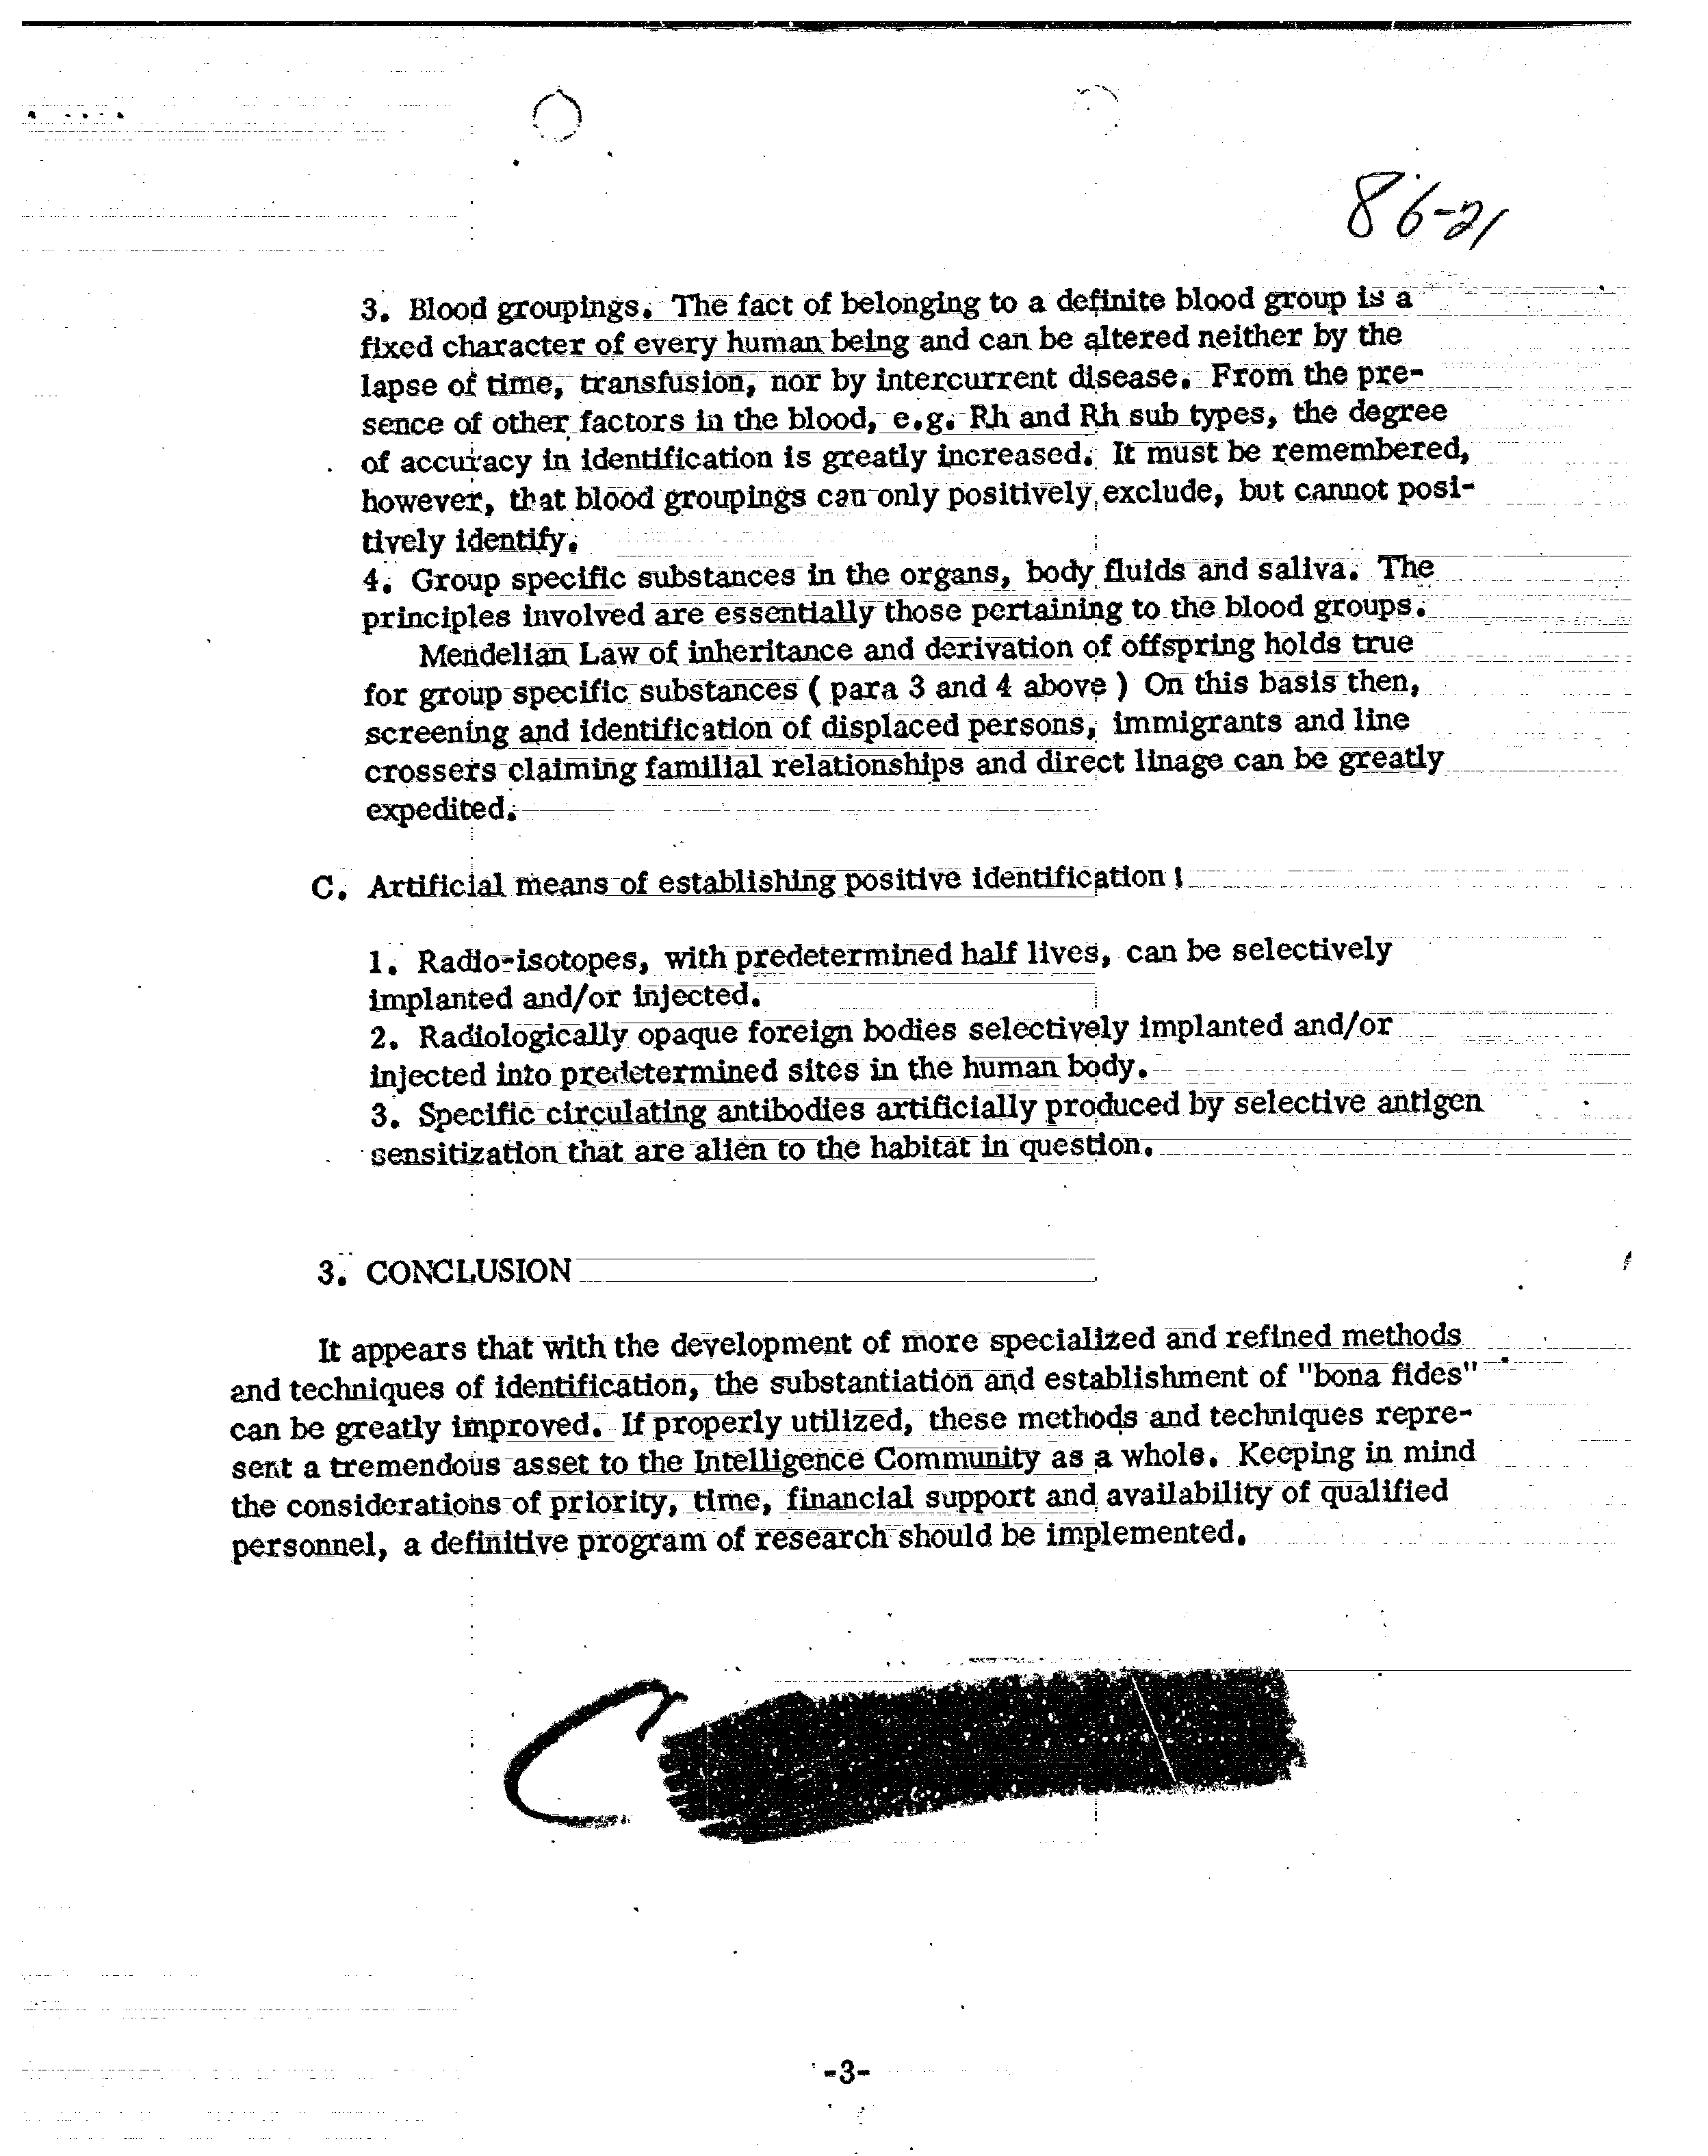 86-21
3. Blood groupings. The fact of belonging to a definite blood group is a
fixed character of every human being and can be altered neither by the
lapse of time, transfusion, nor by intercurrent disease. From the pre-
sence of other factors in the blood, e.g. Rh and Rh sub types, the degree
of accuracy in identification is greatly increased. It must be remembered,
however, that blood groupings can only positively exclude, but cannot posi-
tively identify.
4. Group specific substances in the organs, body fluids and saliva. The
principles involved are essentially those pertaining to the blood groups.
Mendelian Law of inheritance and derivation of offspring holds true
for group specific substances ( para 3 and 4 above ) On this basis then,
screening and identification of displaced persons, immigrants and line
crossers claiming familial relationships and direct linage can be greatly
expedited.
C. Artificial means of establishing positive identification:
1. Radio-isotopes, with predetermined half lives, can be selectively
implanted and/or injected.
2. Radiologically opaque foreign bodies selectively implanted and/or
injected into predetermined sites in the human body.
3. Specific circulating antibodies artificially produced by selective antigen
sensitization that are alien to the habitat in question.
3. CONCLUSION
It appears that with the development of more specialized and refined methods
and techniques of identification, the substantiation and establishment of "bona fides"
can be greatly improved. If properly utilized, these methods and techniques repre-
sent a tremendous asset to the Intelligence Community as a whole. Keeping in mind
the considerations of priority, time, financial support and availability of qualified
personnel, a definitive program of research should be implemented.
C
-3-